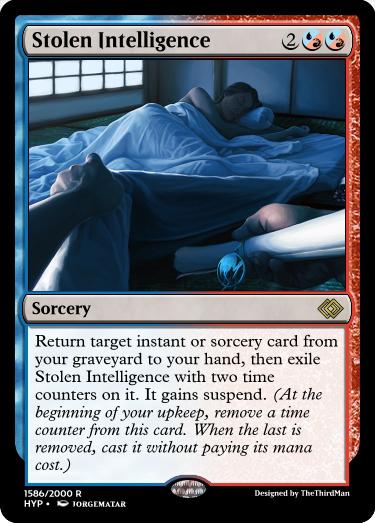 Stolen Intelligence 2
Sorcery
Return target instant or sorcery card from
your graveyard to your hand, then exile
Stolen Intelligence with two time
counters on it. It gains suspend. (At the
beginning of your upkeep, remove a time
counter from this card. When the last is
removed, cast it without paying its mana
cost.)
1586/2000 R
HYP • JORGEMATAR
Designed by TheThirdMan